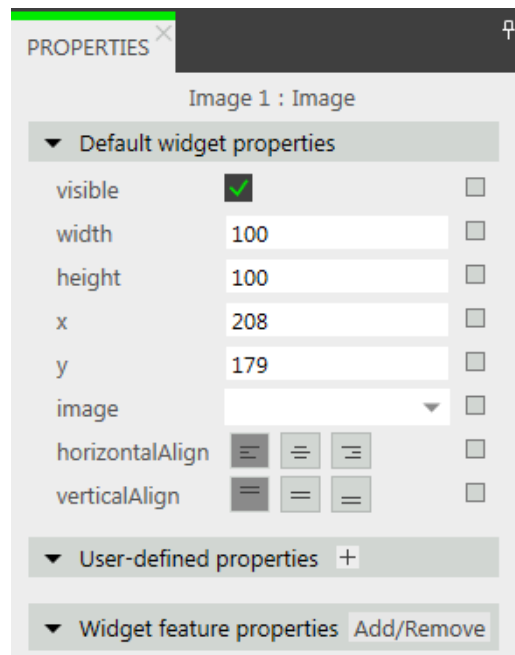 PROPERTIES
Image 1 : Image
Default widget properties
visible
width 100
height 100
x 208
y 179
image
horizontalAlign
verticalAlign
User-defined properties +
Widget feature properties Add/Remove